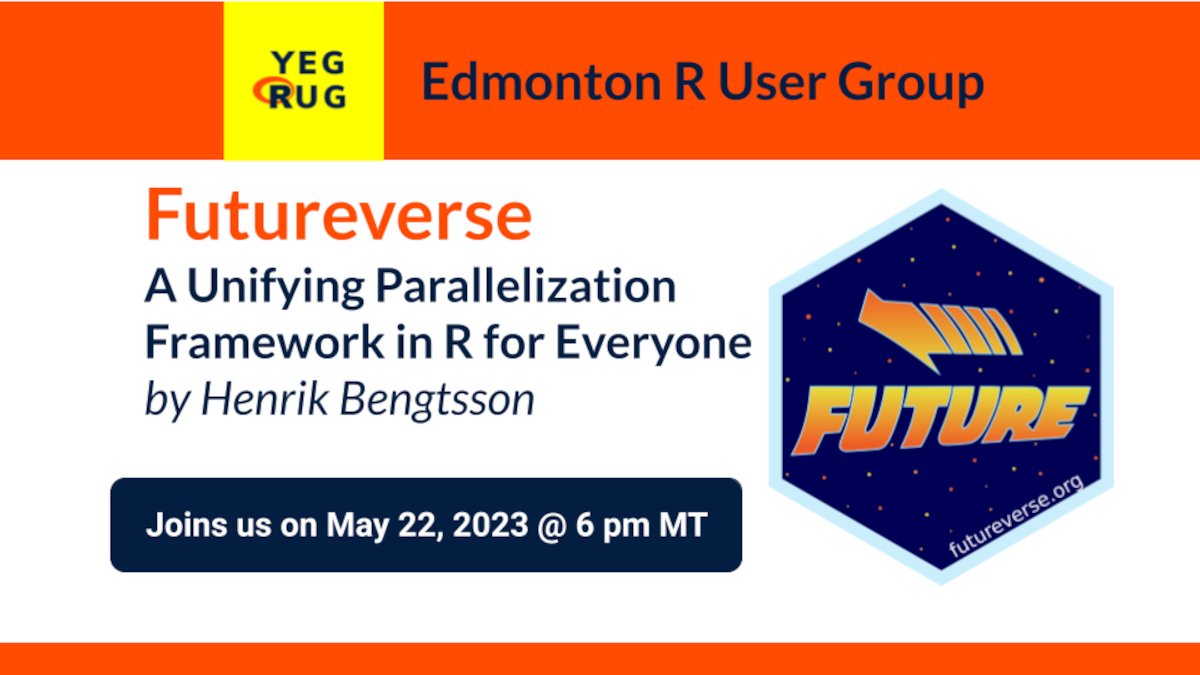 YEG
RUG
Edmonton R User Group
Futureverse
A Unifying Parallelization
Framework in R for Everyone
by Henrik Bengtsson
Joins us on May 22, 2023 @ 6 pm MT
FUTURE
futureverse.org